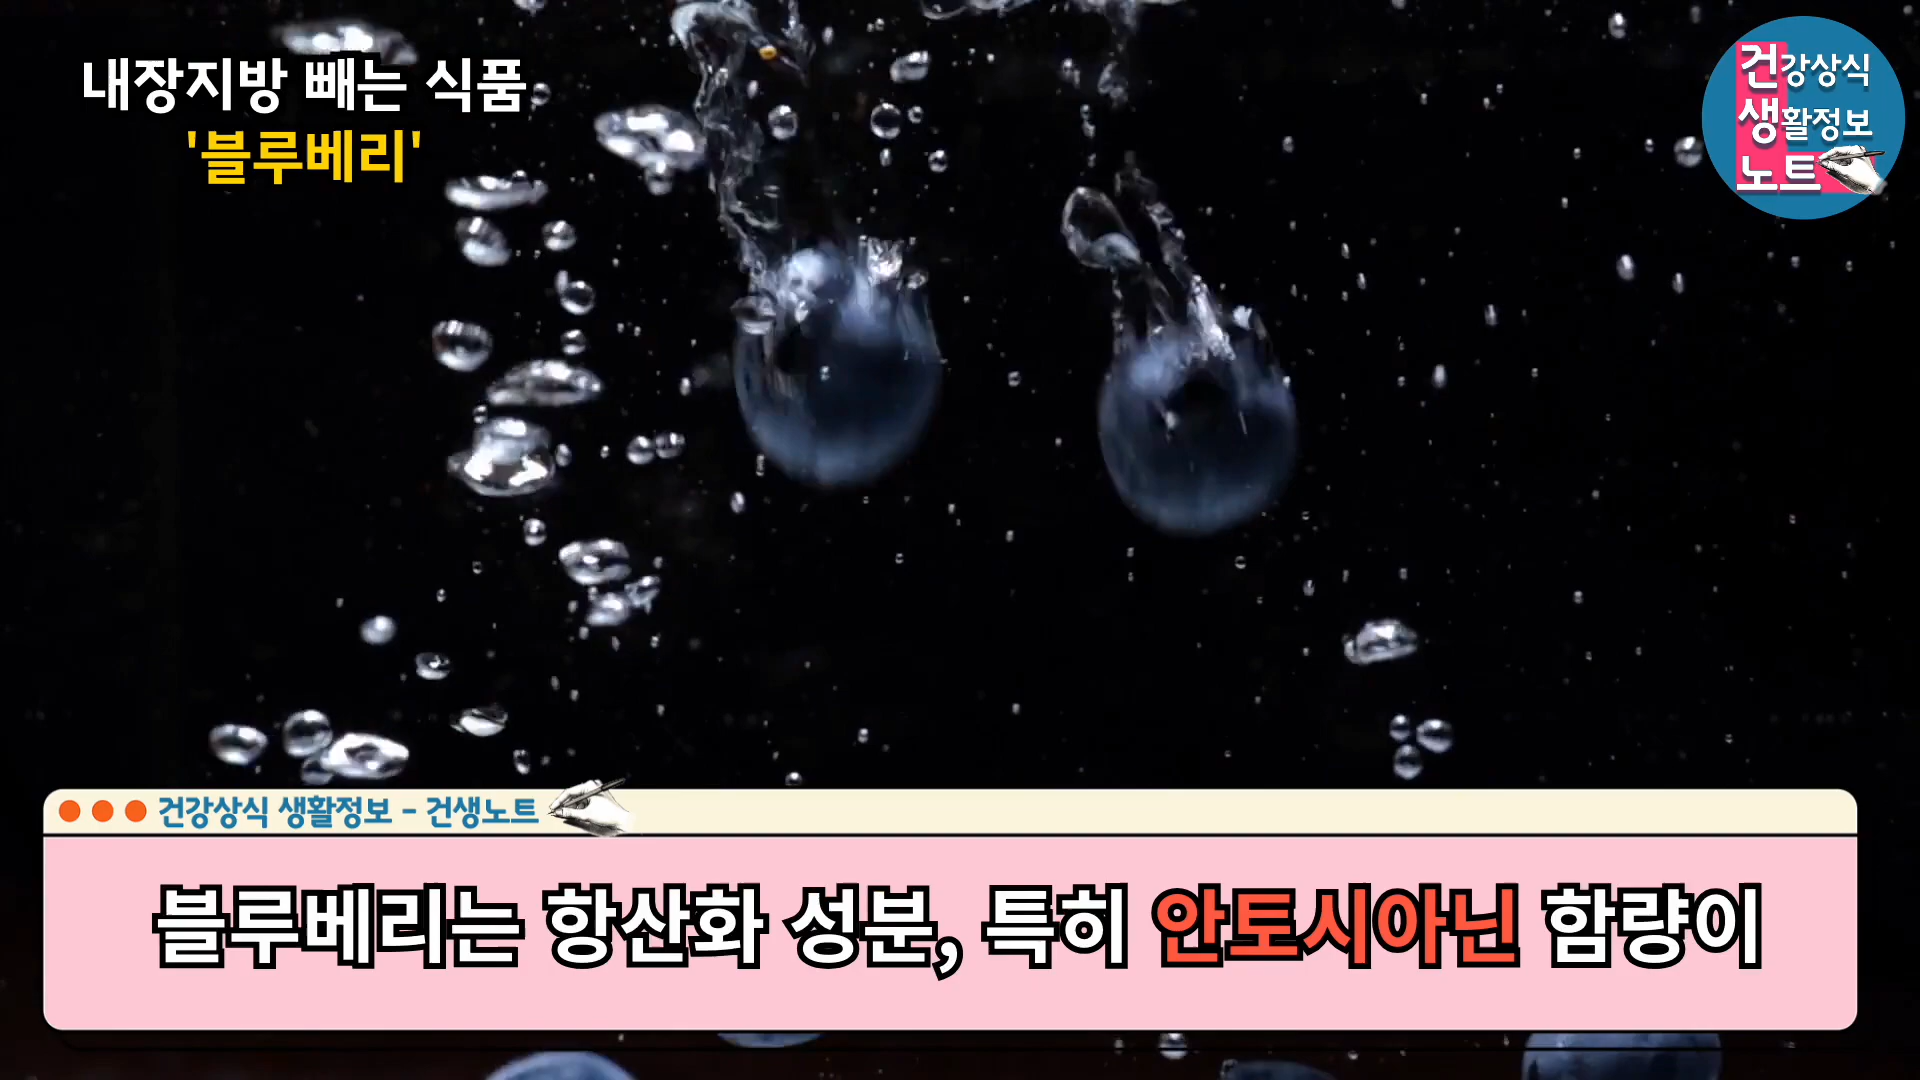 내장지방 빼는 식품
'블루베리'
건강상식
생활정보
노트
건강상식 생활정보 - 건생노트
블루베리는 항산화 성분, 특히 안토시아닌 함량이